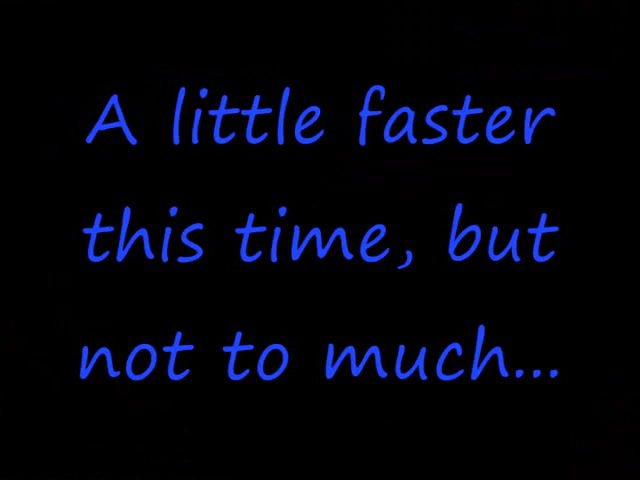 A little faster
this time, but
not to much...